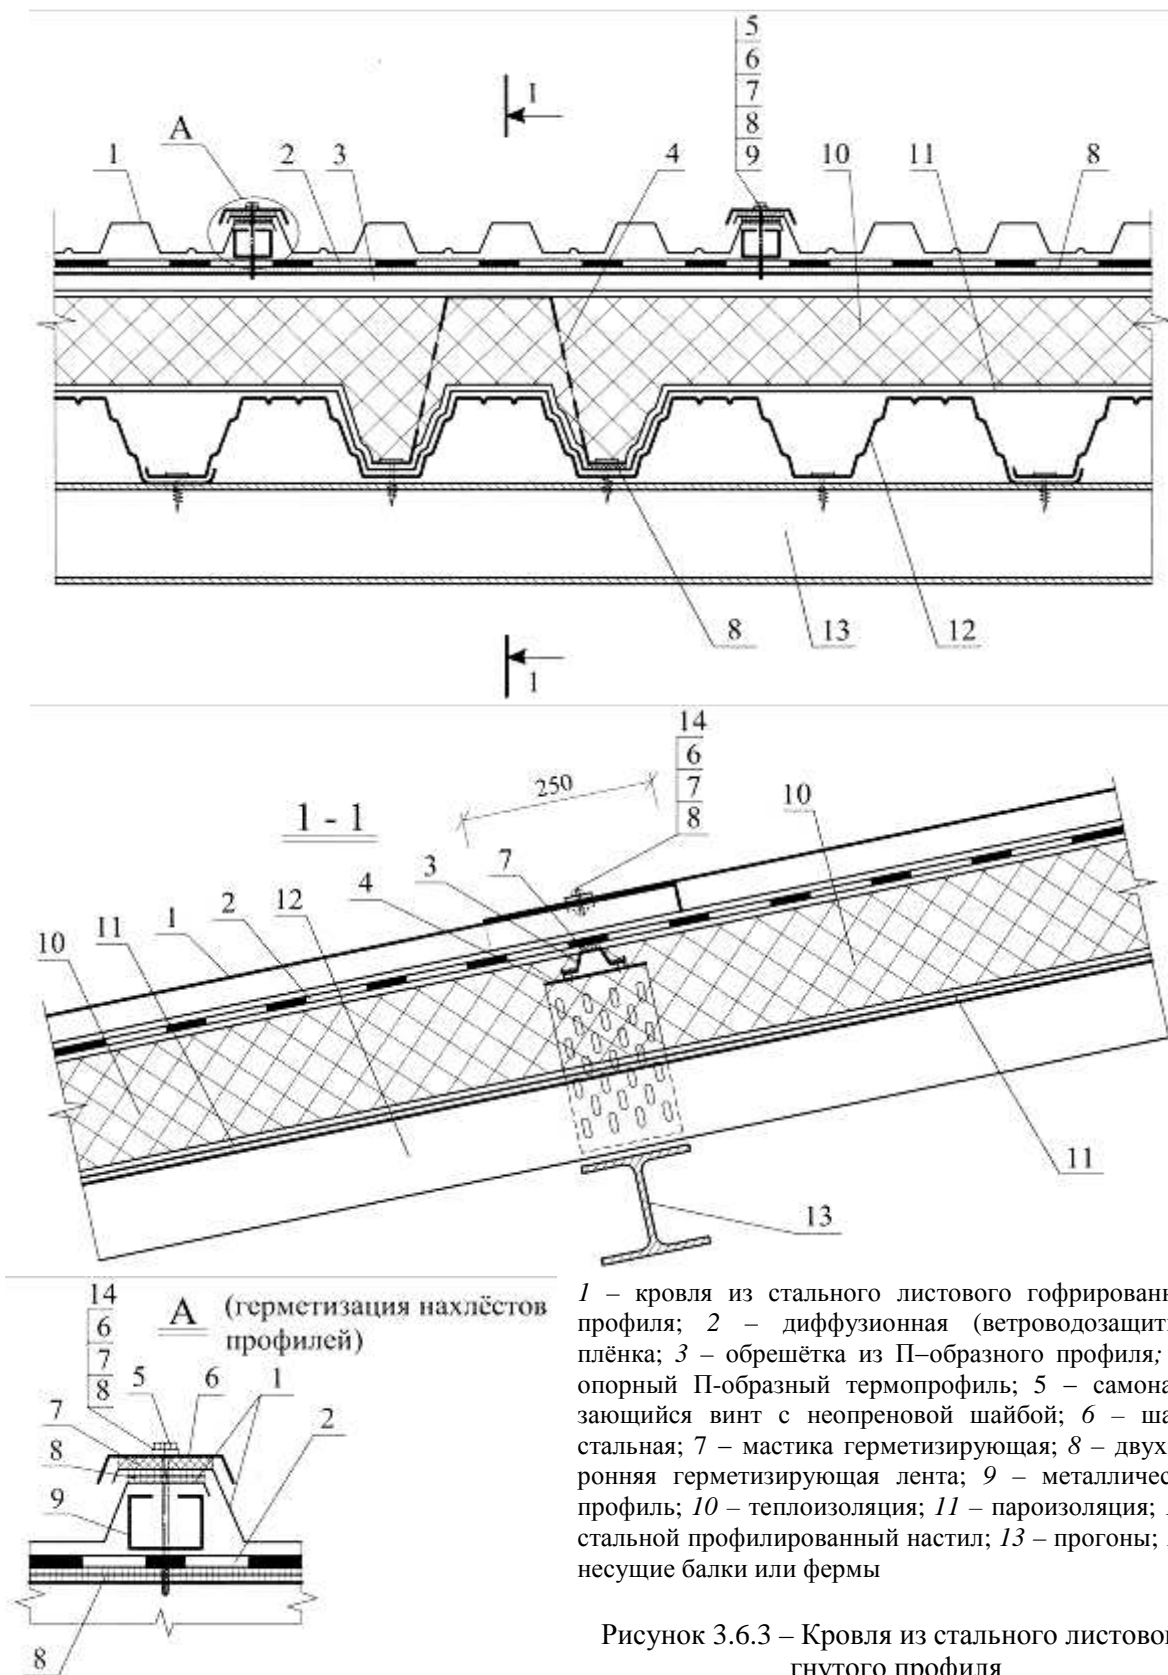 5
6
7
8
9
I
А
1
2
3
4
10
11
8
8
13
12
1
14
6
7
8
250
1 - 1
10
7
3
4
12
2
11
1
10
11
13
14
6
7
8
А (герметизация нахлёстов
профилей)
5
6
1
7
2
8
9
8
1 – кровля из стального листового гофрированн
профиля; 2 – диффузионная (ветроводозащит
плёнка; 3 – обрешётка из П–образного профиля;
опорный П-образный термопрофиль; 5 – самона
зающийся винт с неопреновой шайбой; 6 – ша
стальная; 7 – мастика герметизирующая; 8 – двух
ронняя герметизирующая лента; 9 – металличес
профиль; 10 – теплоизоляция; 11 – пароизоляция;
стальной профилированный настил; 13 – прогоны;
несущие балки или фермы
Рисунок 3.6.3 – Кровля из стального листово
гнутого профиля